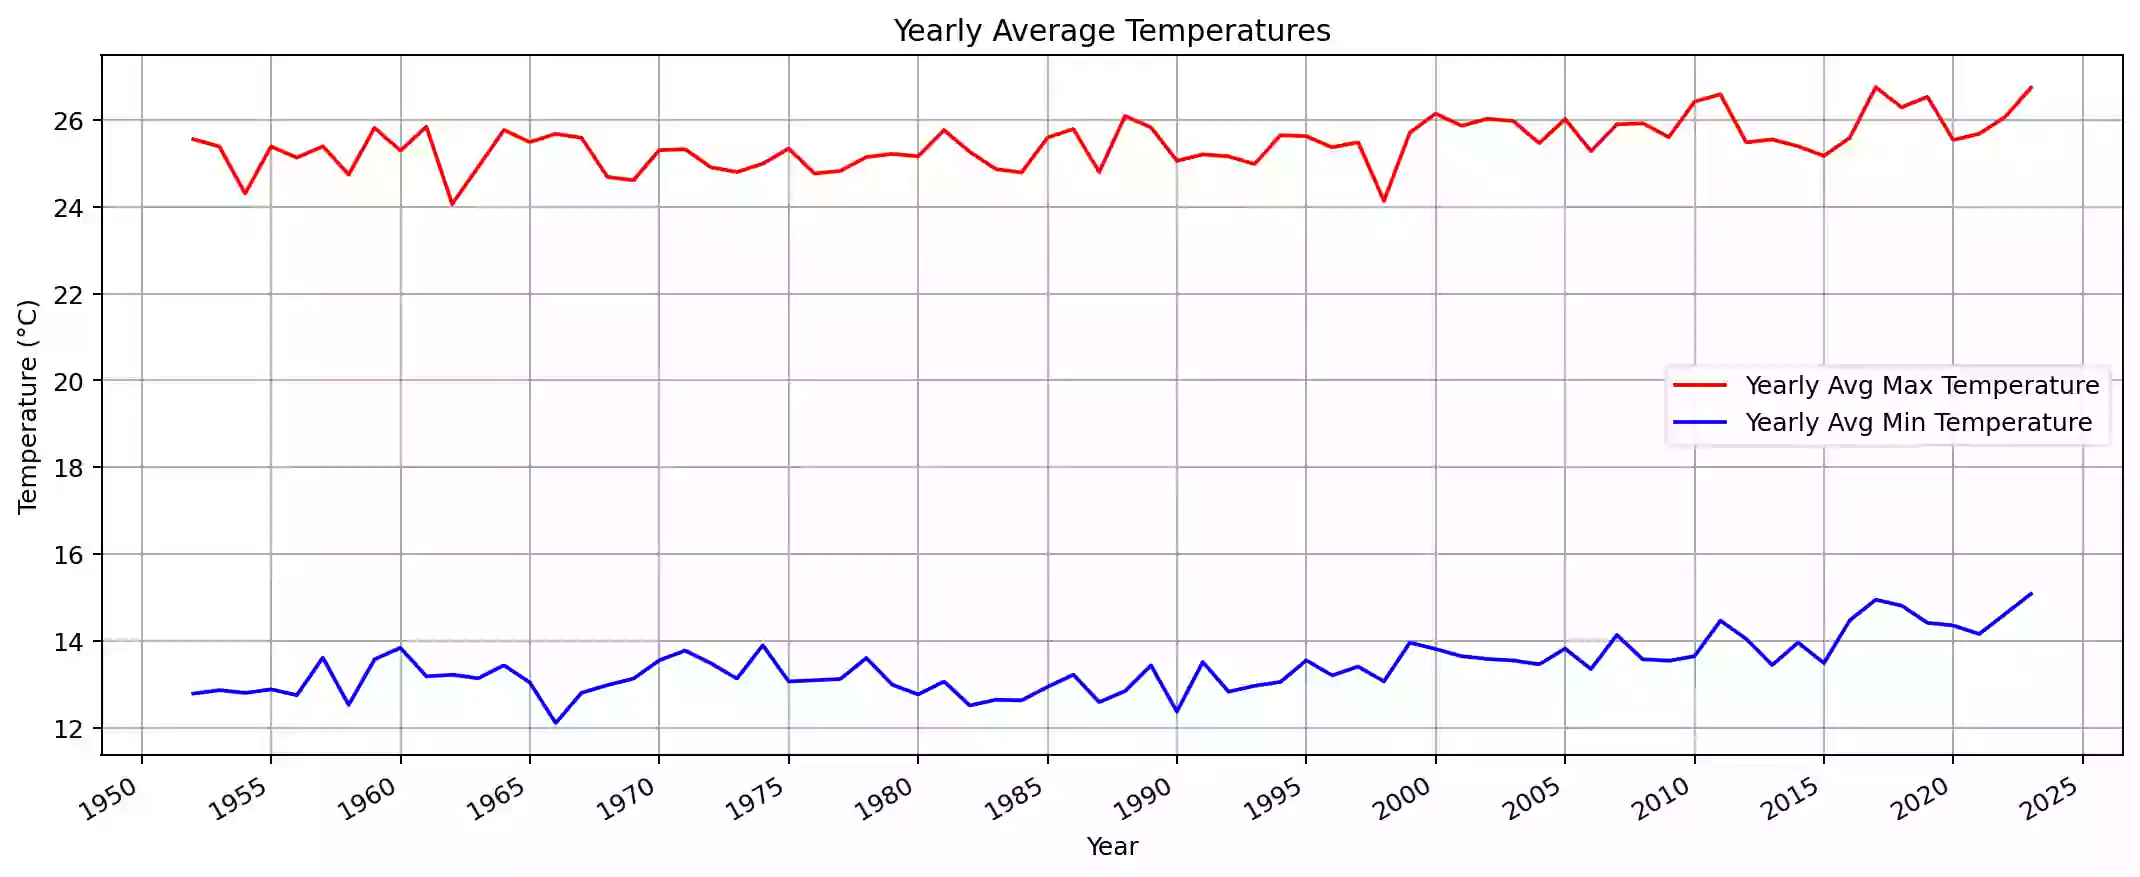 Yearly Average Temperatures
26
24
22
20
18
16
14
12
Temperature (°C)
Yearly Avg Max Temperature
Yearly Avg Min Temperature
1950 1955 1960 1965 1970 1975 1980 1985 1990 1995 2000 2005 2010 2015 2020 2025
Year